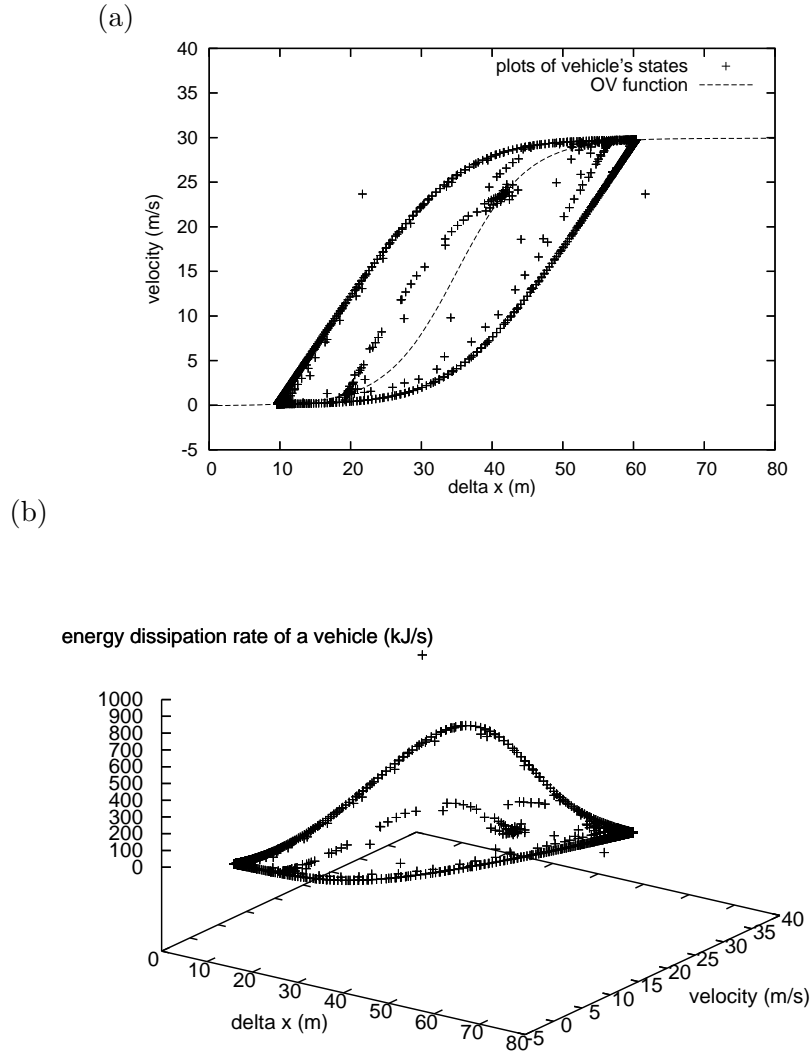 (a)
40
35
30
25
20
15
10
5
0
-5
velocity (m/s)
plots of vehicle's states
OV function
0 10 20 30 40 50 60 70 80
delta x (m)
(b)
energy dissipation rate of a vehicle (kJ/s)
1000
900
800
700
600
500
400
300
200
100
0
0 10 20 30 40 50 60 70 80
delta x (m)
-5 0 5 10 15 20 25 30 35 40
velocity (m/s)